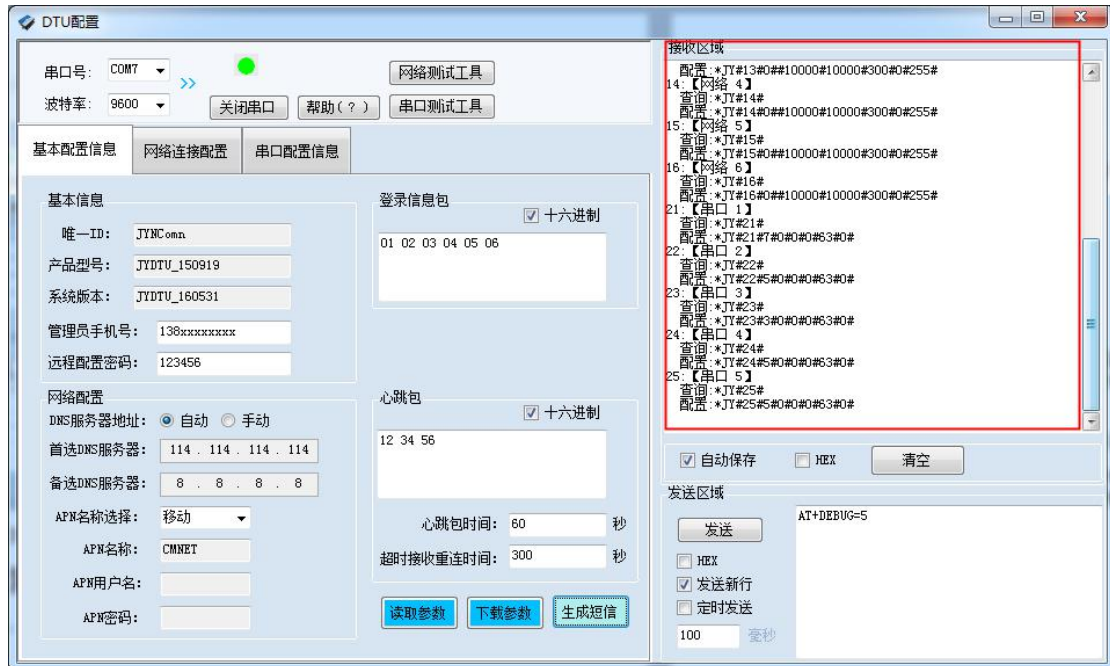 DTU配置
串口号: COM7 >> 网络测试工具
波特率: 9600 关闭串口 帮助(?) 串口测试工具
基本配置信息 网络连接配置 串口配置信息
基本信息
唯一ID: JYNComn
产品型号: JYDTU_150919
系统版本: JYDTU_160531
管理员手机号: 138xxxxxxxx
远程配置密码: 123456
网络配置
DNS服务器地址: 自动 手动
首选DNS服务器: 114 . 114 . 114 . 114
备选DNS服务器: 8 . 8 . 8 . 8
APN名称选择: 移动
APN名称: CMNET
APN用户名:
APN密码:
登录信息包
十六进制
01 02 03 04 05 06
心跳包
十六进制
12 34 56
心跳包时间: 60 秒
超时接收重连时间: 300 秒
读取参数 下载参数 生成短信
接收区域
配置:*JY#13#0##10000#10000#300#0#255#
14:【网络 4】
查询:*JY#14#
配置:*JY#14#0##10000#10000#300#0#255#
15:【网络 5】
查询:*JY#15#
配置:*JY#15#0##10000#10000#300#0#255#
16:【网络 6】
查询:*JY#16#
配置:*JY#16#0##10000#10000#300#0#255#
21:【串口 1】
查询:*JY#21#
配置:*JY#21#7#0#0#0#63#0#
22:【串口 2】
查询:*JY#22#
配置:*JY#22#5#0#0#0#63#0#
23:【串口 3】
查询:*JY#23#
配置:*JY#23#3#0#0#0#63#0#
24:【串口 4】
查询:*JY#24#
配置:*JY#24#5#0#0#0#63#0#
25:【串口 5】
查询:*JY#25#
配置:*JY#25#5#0#0#0#63#0#
自动保存 HEX 清空
发送区域
发送
HEX
发送新行
定时发送
100 毫秒
AT+DEBUG=5